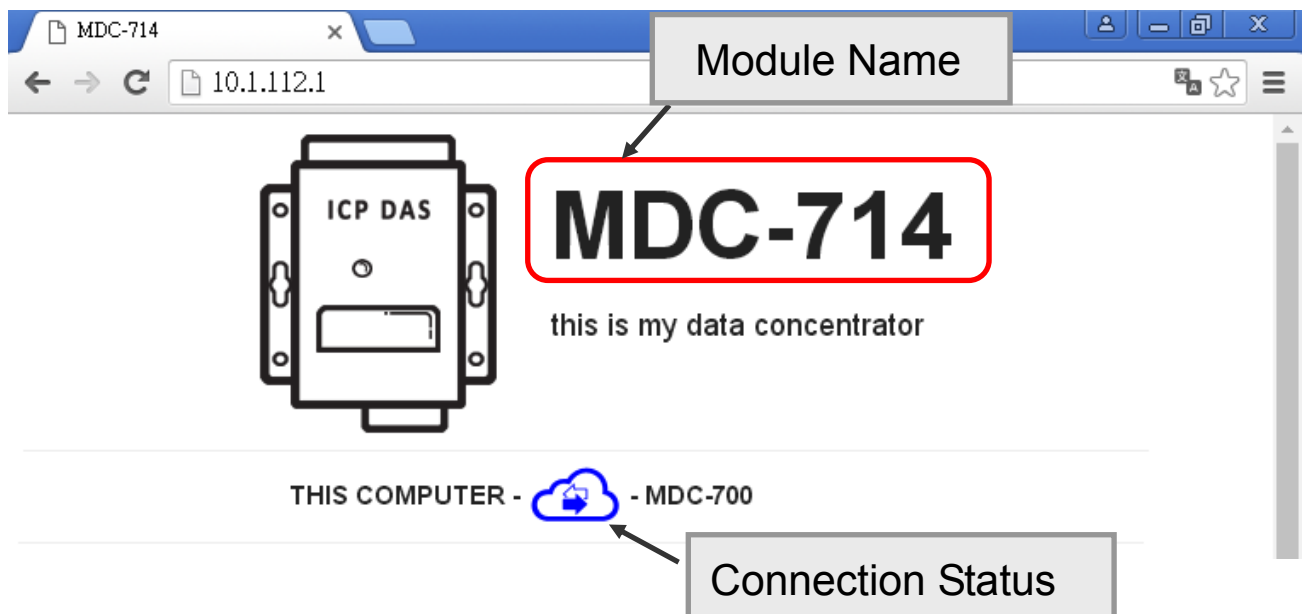 MDC-714
Module Name
10.1.112.1
ICP DAS
MDC-714
this is my data concentrator
THIS COMPUTER - - MDC-700
Connection Status